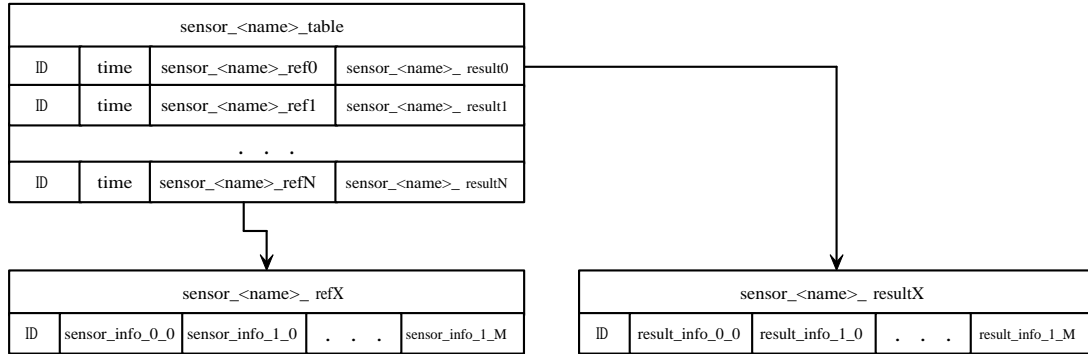 sensor_<name>_table
ID time sensor_<name>_ref0 sensor_<name>_ result0
ID time sensor_<name>_ref1 sensor_<name>_ result1
. . .
ID time sensor_<name>_refN sensor_<name>_ resultN
sensor_<name>_ refX
ID sensor_info_0_0 sensor_info_1_0 . . . sensor_info_1_M
sensor_<name>_ resultX
ID result_info_0_0 result_info_1_0 . . . result_info_1_M